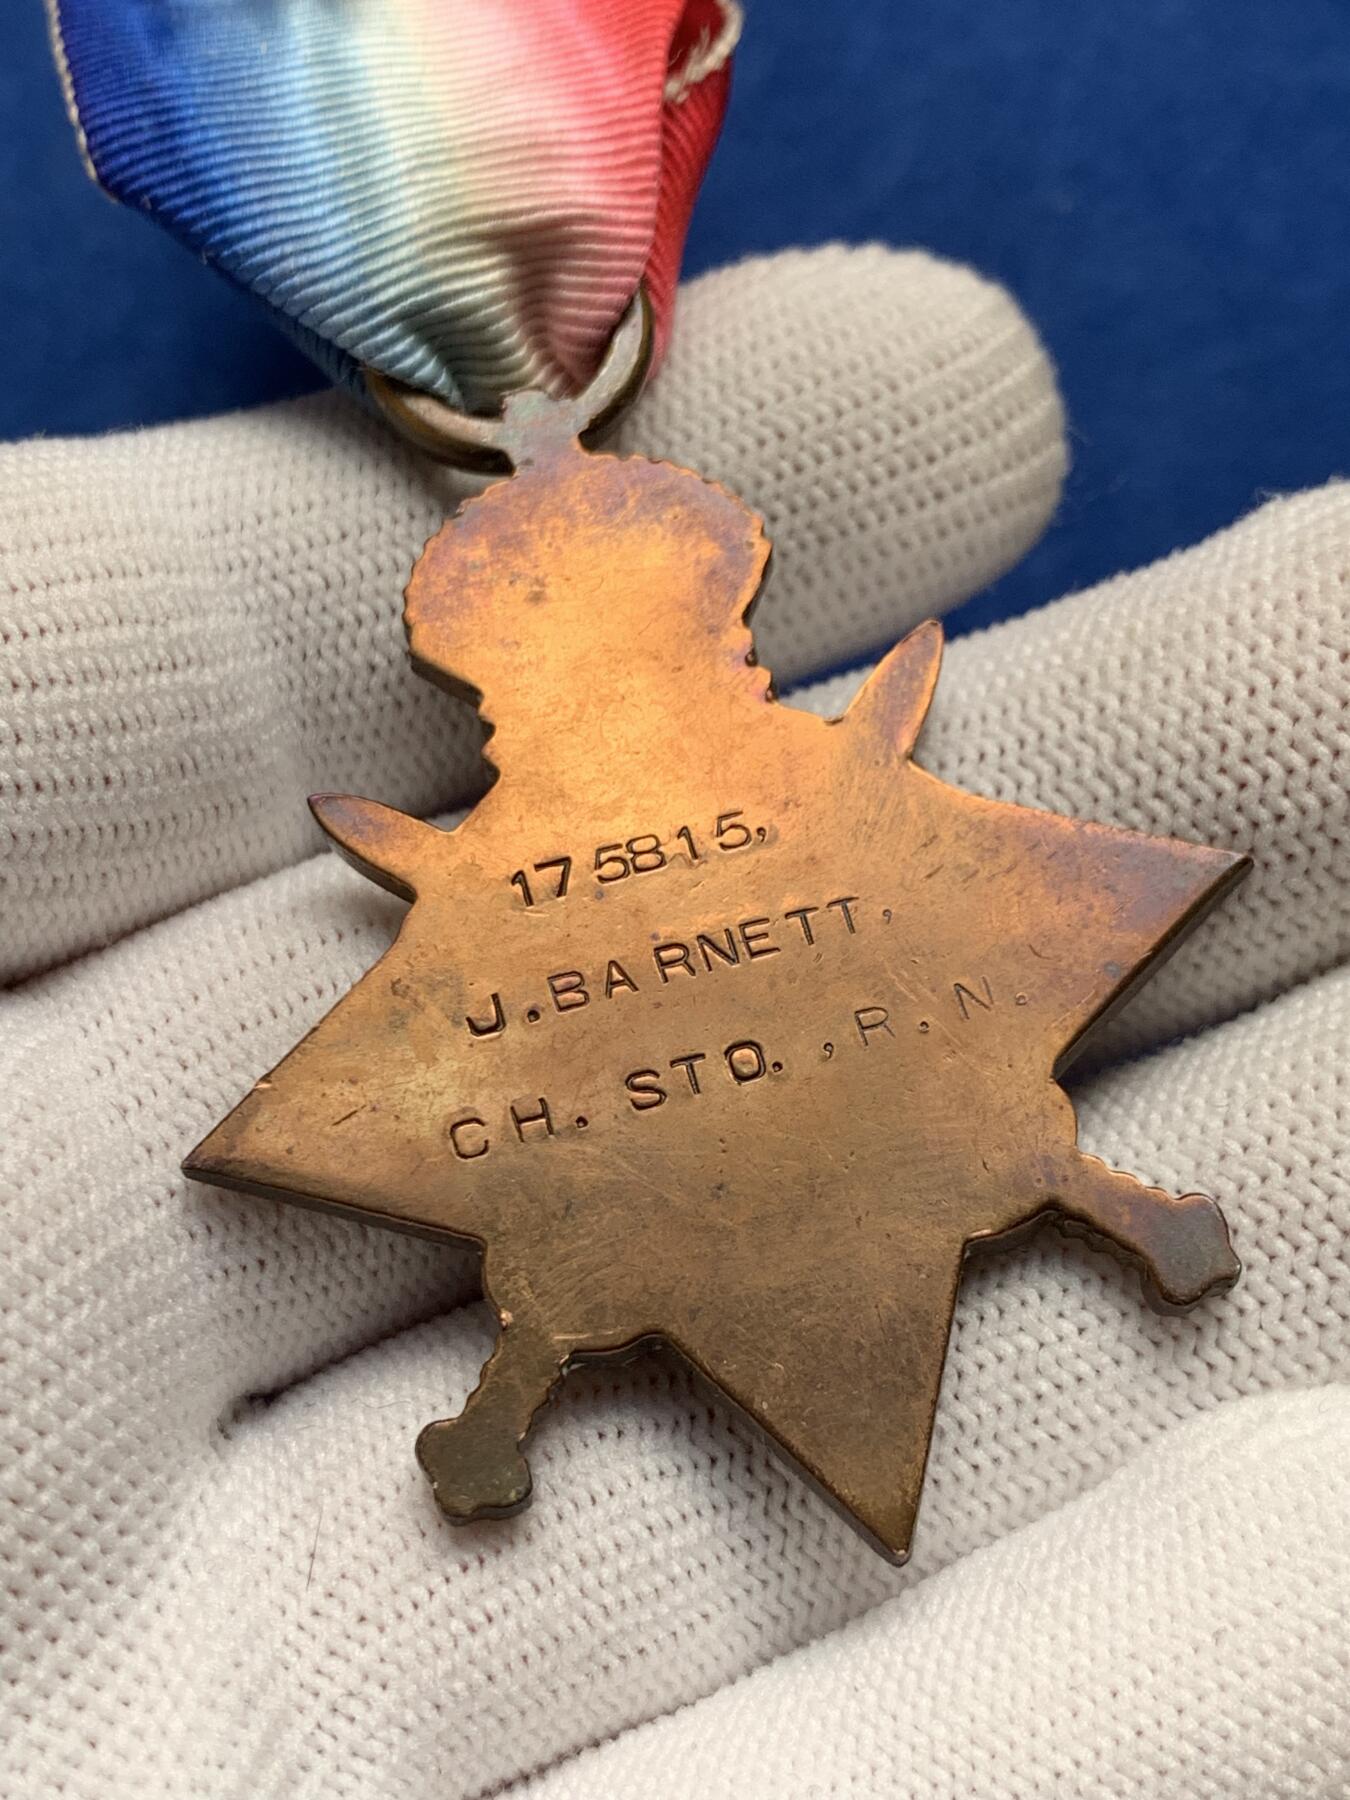 175815,
J. BARNETT,
CH. STO. , R. N.